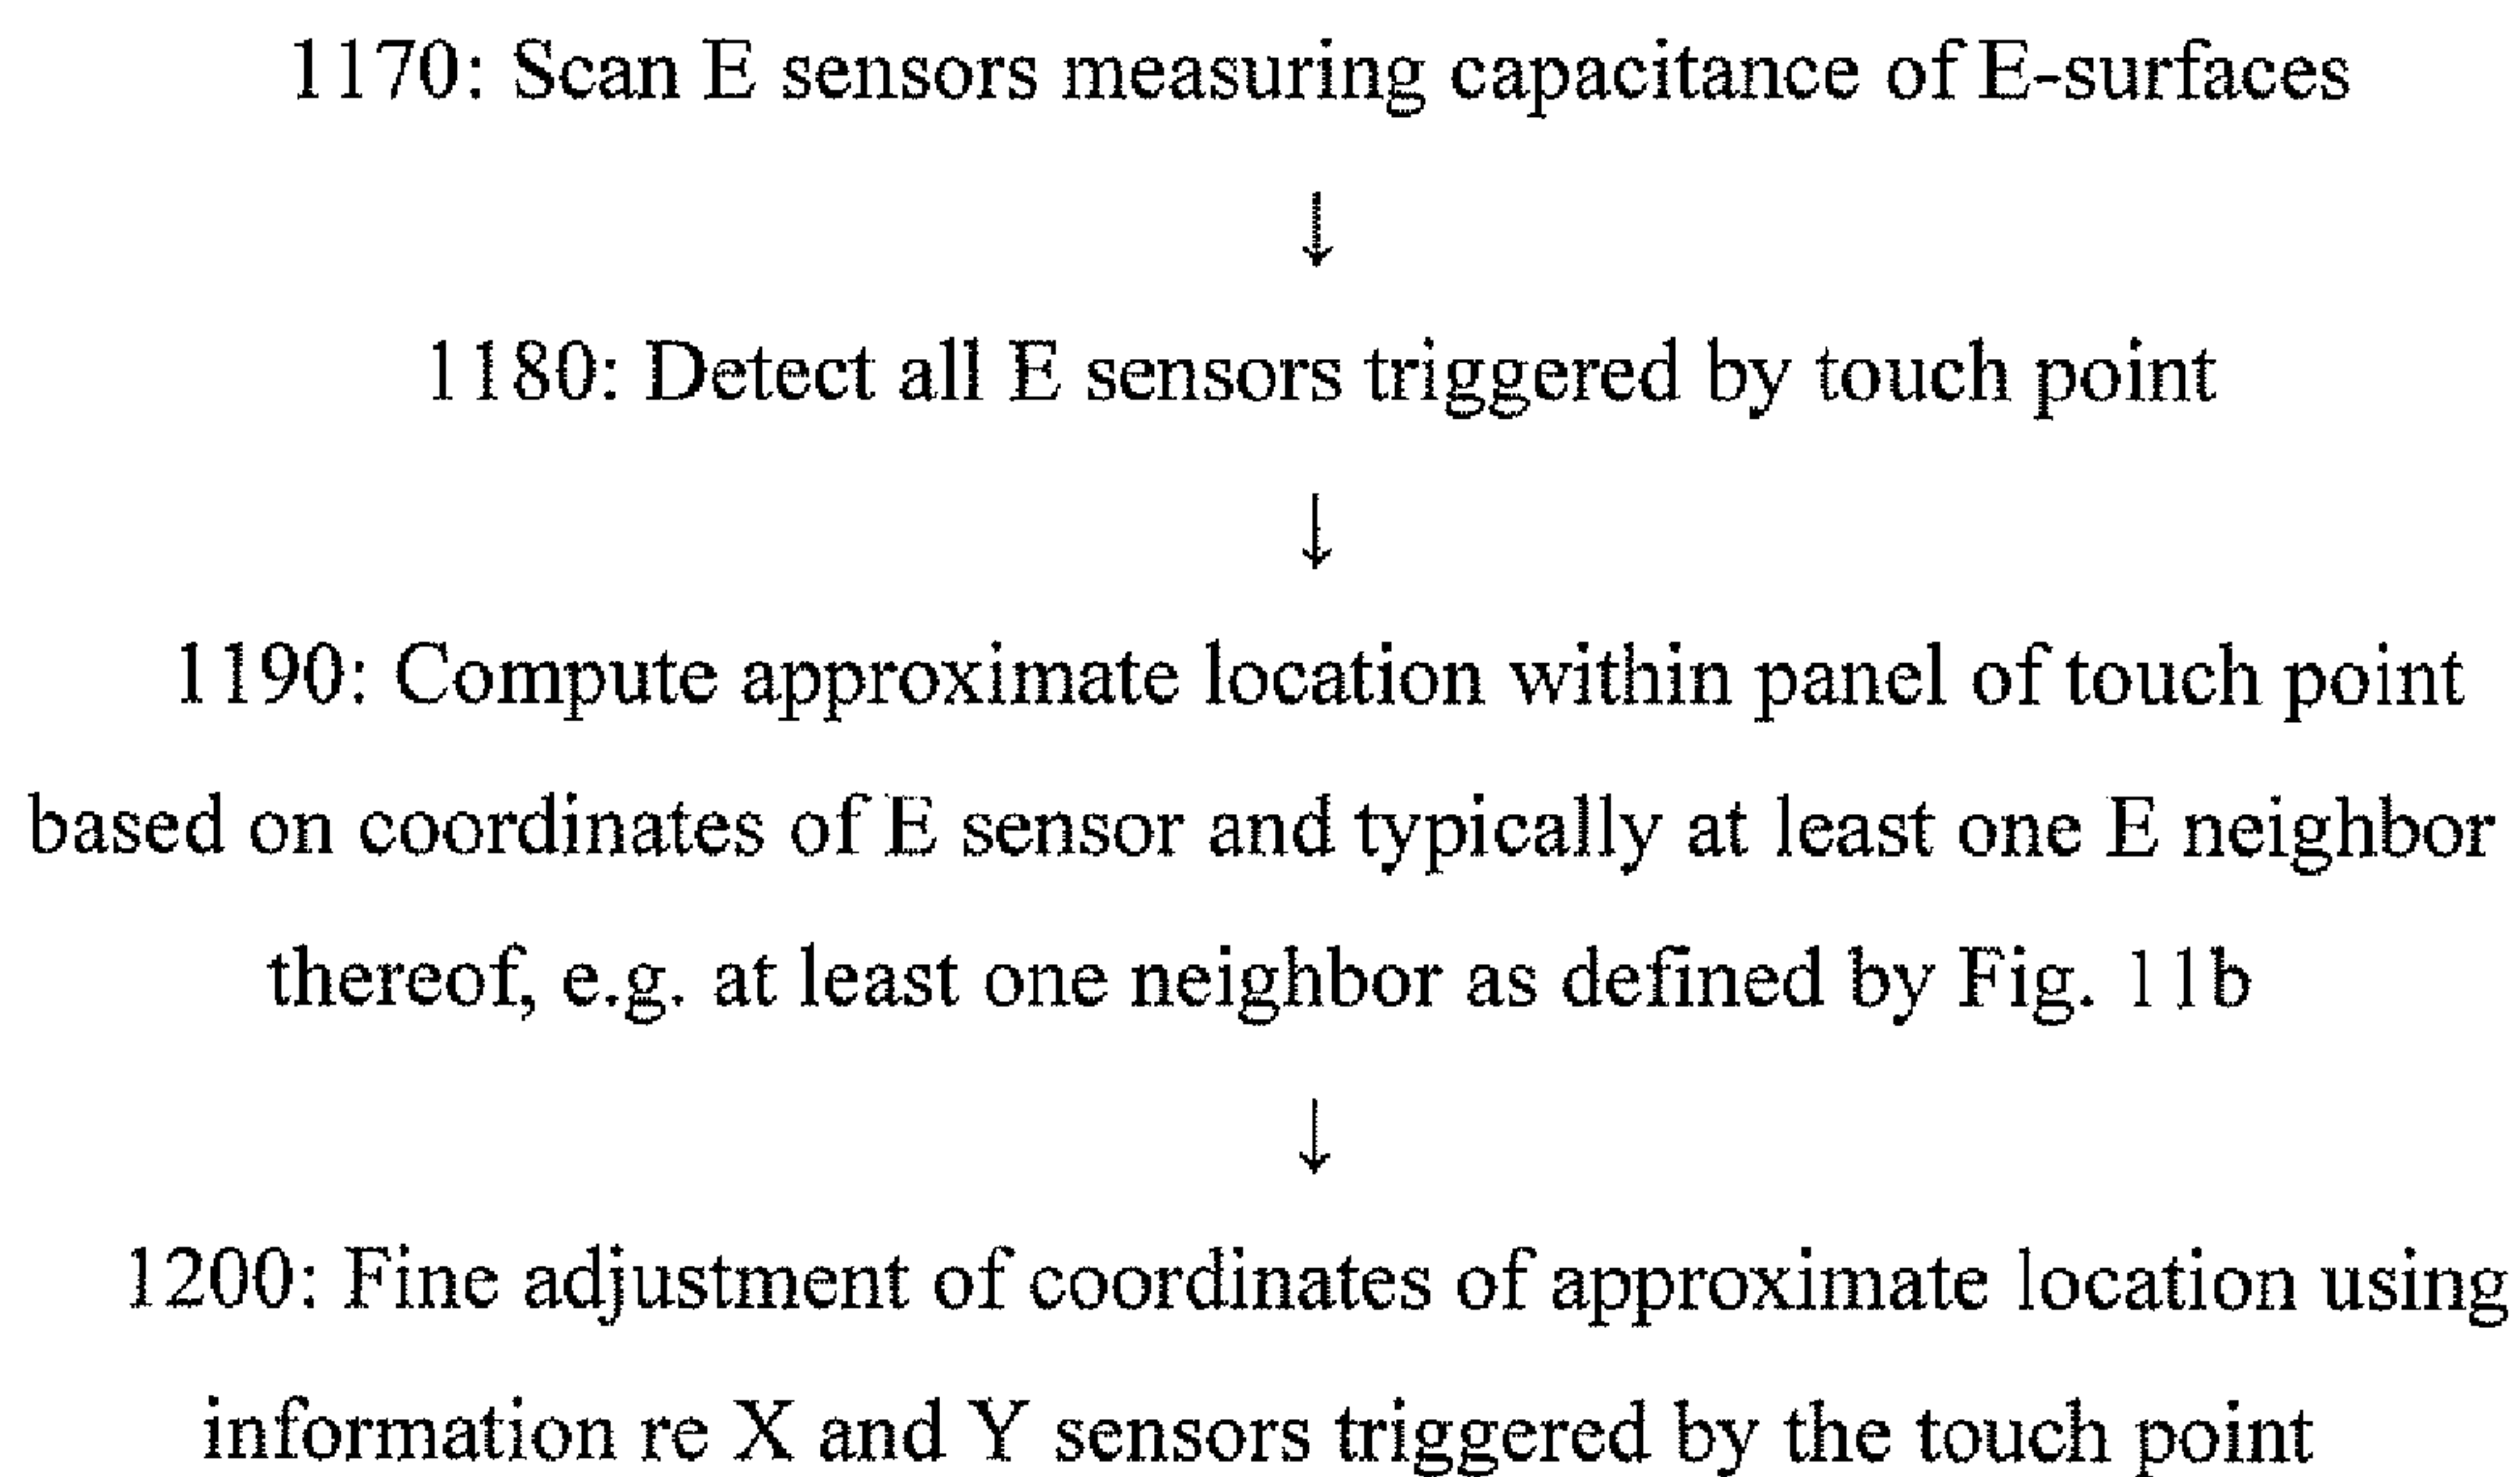 1170: Scan E sensors measuring capacitance of E-surfaces
↓
1180: Detect all E sensors triggered by touch point
↓
1190: Compute approximate location within panel of touch point
based on coordinates of E sensor and typically at least one E neighbor
thereof, e.g. at least one neighbor as defined by Fig. 11b
↓
1200: Fine adjustment of coordinates of approximate location using
information re X and Y sensors triggered by the touch point